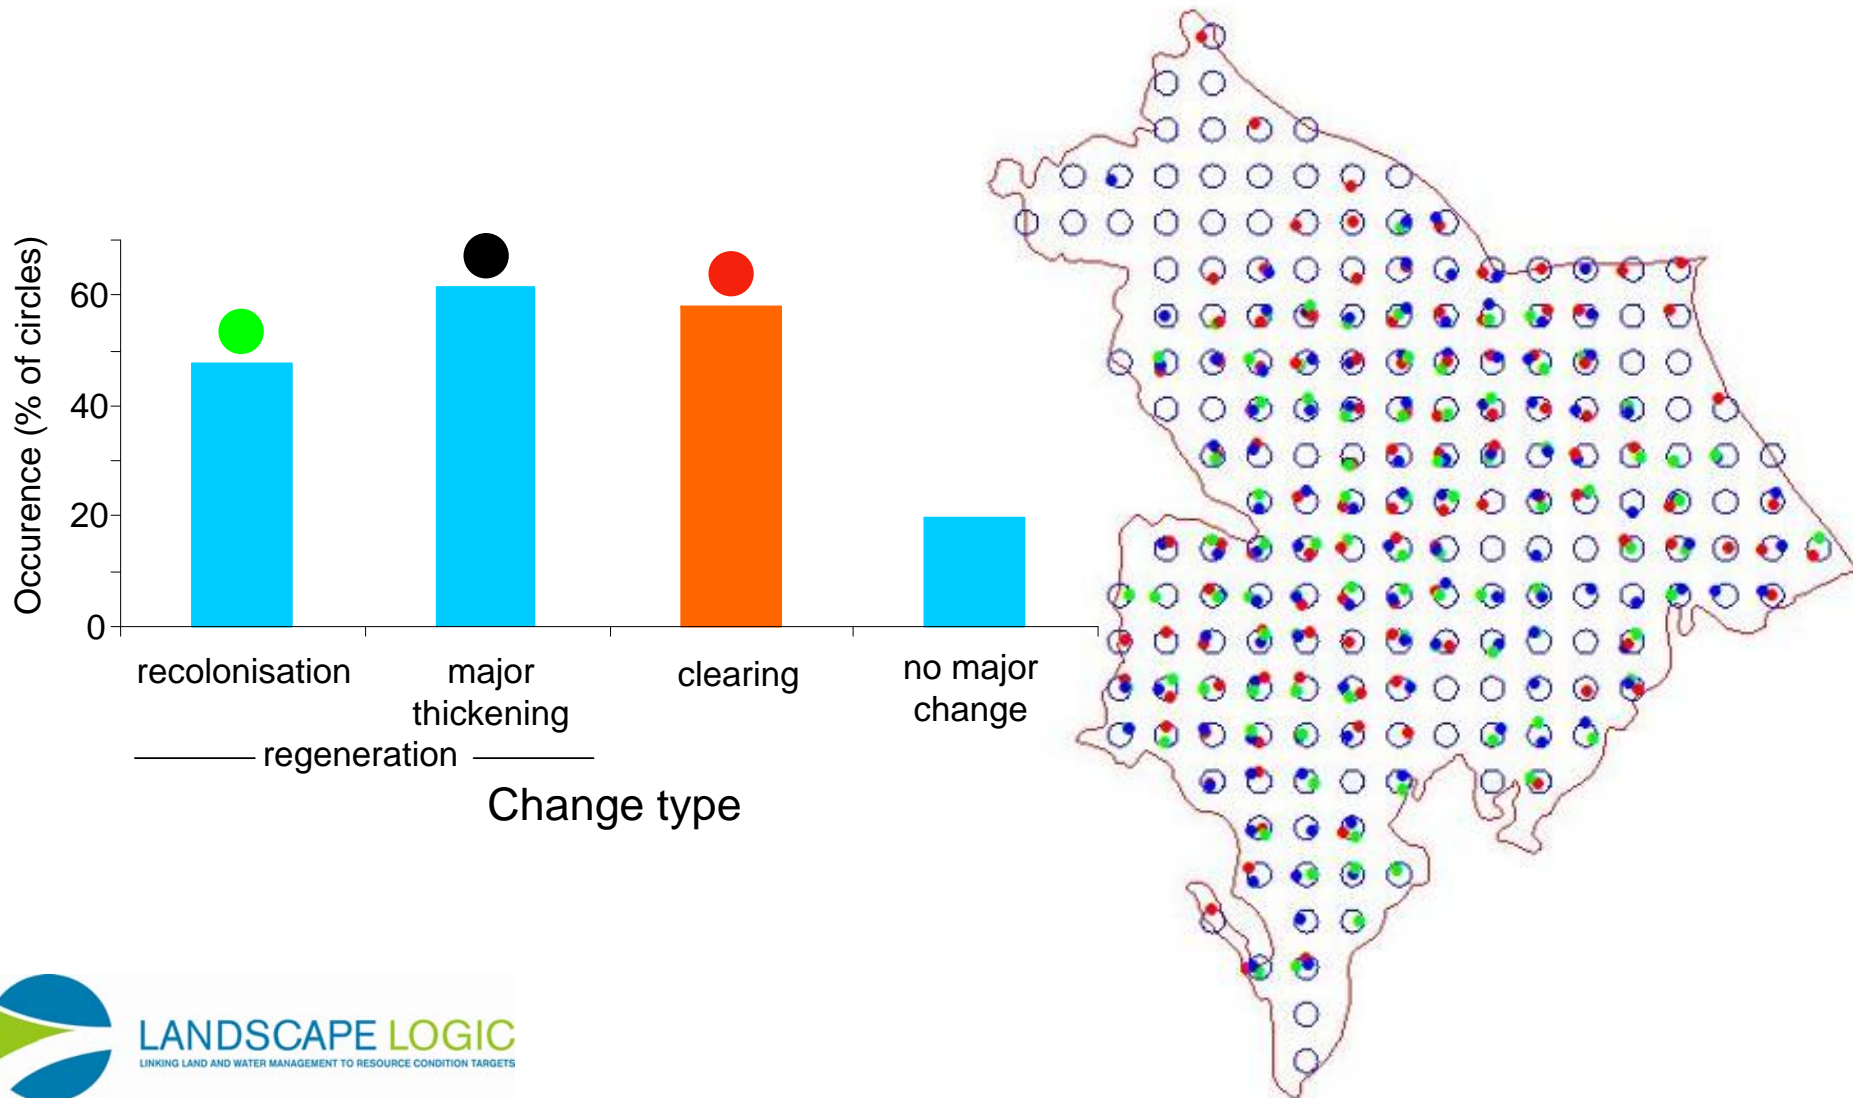 Occurence (% of circles)
60
40
20
0
recolonisation
major
thickening
clearing
no major
change
regeneration
Change type
LANDSCAPE LOGIC
LINKING LAND AND WATER MANAGEMENT TO RESOURCE CONDITION TARGETS